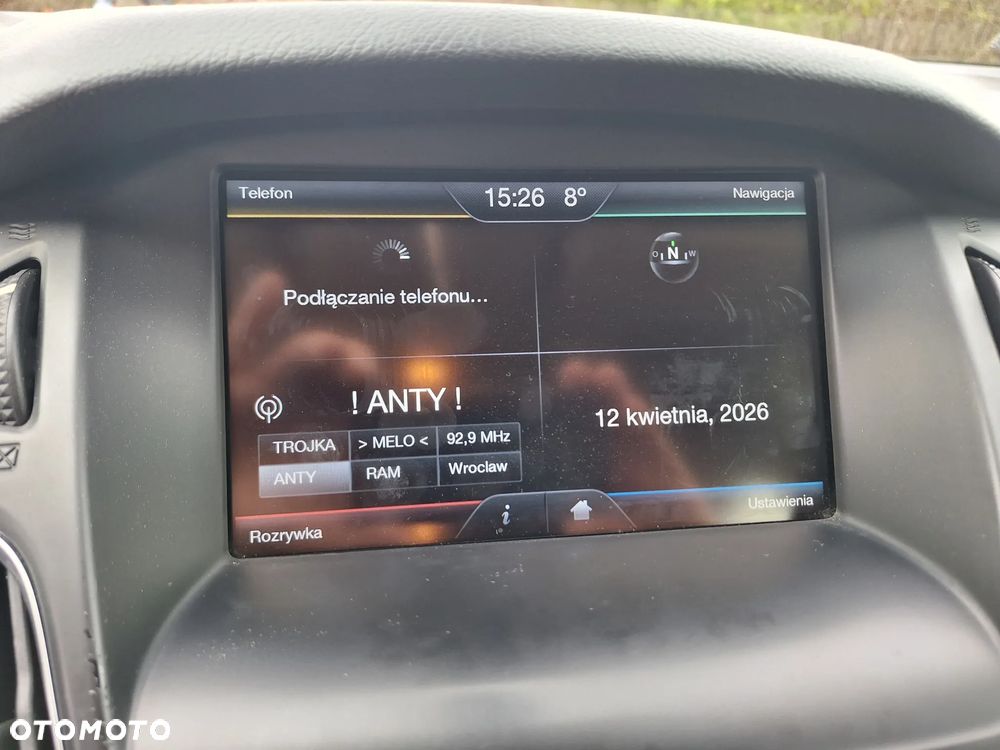 Telefon
15:26 8°
Nawigacja
O N W
Podłączanie telefonu...
! ANTY !
12 kwietnia, 2026
TROJKA > MELO < 92,9 MHz
ANTY RAM Wroclaw
Rozrywka
i
Ustawienia
OTOMOTO